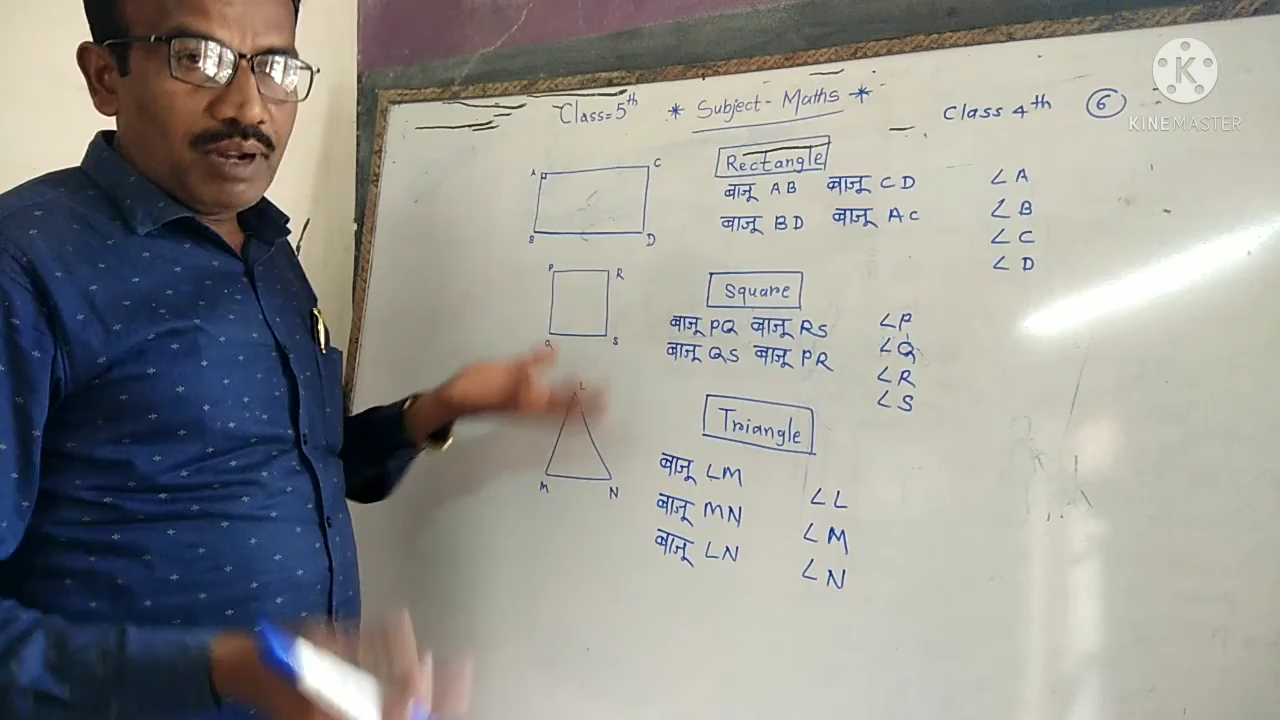 Class=5th * Subject - Maths * Class 4th 6
K
KINEMASTER
A C
B D
Rectangle
बाजू AB बाजू CD ∠A
बाजू BD बाजू AC ∠B
∠C
∠D
P R
Q S
Square
बाजू PQ बाजू RS ∠P
बाजू QS बाजू PR ∠Q
∠R
∠S
L
M N
Triangle
बाजू LM ∠L
बाजू MN ∠M
बाजू LN ∠N